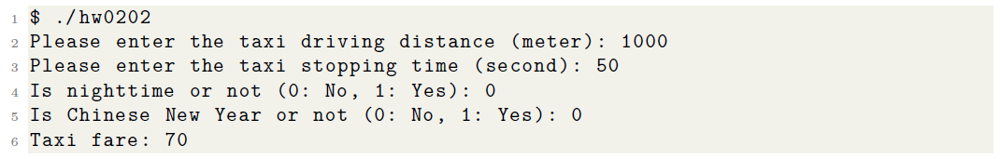 1 $ ./hw0202
2 Please enter the taxi driving distance (meter): 1000
3 Please enter the taxi stopping time (second): 50
4 Is nighttime or not (0: No, 1: Yes): 0
5 Is Chinese New Year or not (0: No, 1: Yes): 0
6 Taxi fare: 70